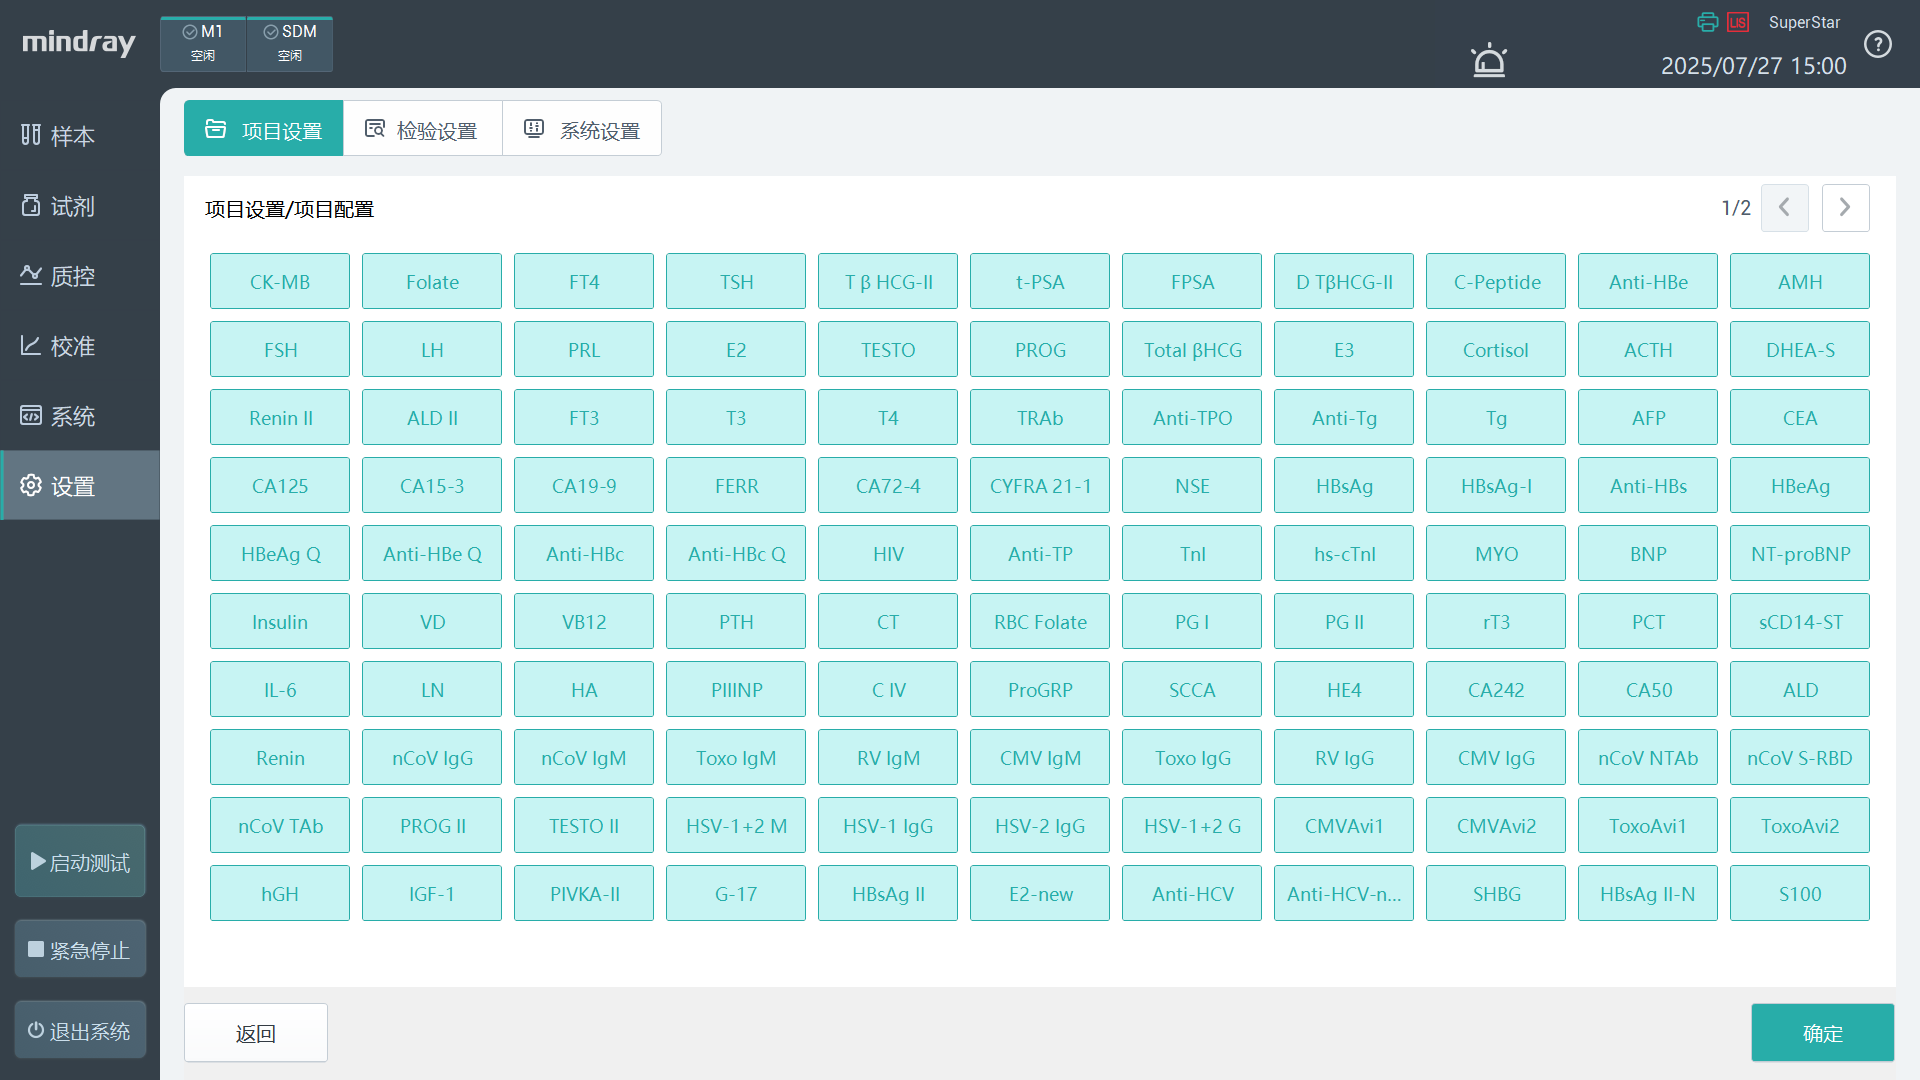 mindray
M1
空闲
SDM
空闲
LIS
SuperStar
2025/07/27 15:00
?
样本
试剂
质控
校准
系统
设置
启动测试
紧急停止
退出系统
项目设置
检验设置
系统设置
项目设置/项目配置
1/2
CK-MB Folate FT4 TSH T β HCG-II t-PSA FPSA D TβHCG-II C-Peptide Anti-HBe AMH
FSH LH PRL E2 TESTO PROG Total βHCG E3 Cortisol ACTH DHEA-S
Renin II ALD II FT3 T3 T4 TRAb Anti-TPO Anti-Tg Tg AFP CEA
CA125 CA15-3 CA19-9 FERR CA72-4 CYFRA 21-1 NSE HBsAg HBsAg-I Anti-HBs HBeAg
HBeAg Q Anti-HBe Q Anti-HBc Anti-HBc Q HIV Anti-TP TnI hs-cTnI MYO BNP NT-proBNP
Insulin VD VB12 PTH CT RBC Folate PG I PG II rT3 PCT sCD14-ST
IL-6 LN HA PIIINP C IV ProGRP SCCA HE4 CA242 CA50 ALD
Renin nCoV IgG nCoV IgM Toxo IgM RV IgM CMV IgM Toxo IgG RV IgG CMV IgG nCoV NTAb nCoV S-RBD
nCoV TAb PROG II TESTO II HSV-1+2 M HSV-1 IgG HSV-2 IgG HSV-1+2 G CMVAvi1 CMVAvi2 ToxoAvi1 ToxoAvi2
hGH IGF-1 PIVKA-II G-17 HBsAg II E2-new Anti-HCV Anti-HCV-n... SHBG HBsAg II-N S100
返回
确定